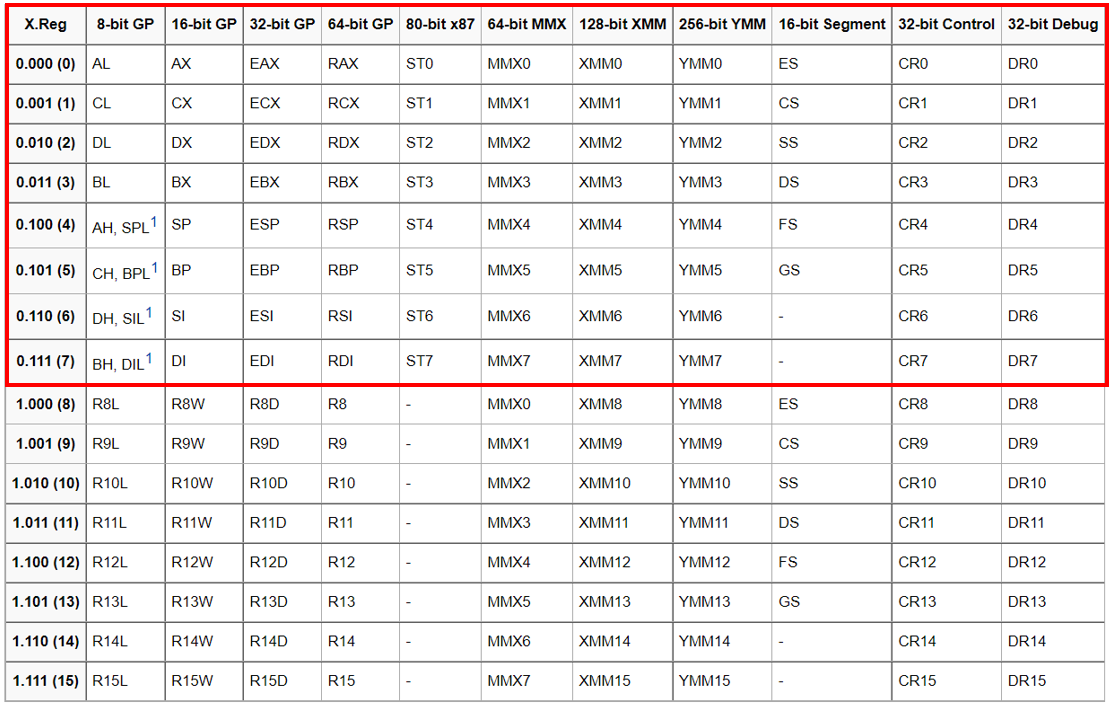 X.Reg 8-bit GP 16-bit GP 32-bit GP 64-bit GP 80-bit x87 64-bit MMX 128-bit XMM 256-bit YMM 16-bit Segment 32-bit Control 32-bit Debug
0.000 (0) AL AX EAX RAX ST0 MMX0 XMM0 YMM0 ES CR0 DR0
0.001 (1) CL CX ECX RCX ST1 MMX1 XMM1 YMM1 CS CR1 DR1
0.010 (2) DL DX EDX RDX ST2 MMX2 XMM2 YMM2 SS CR2 DR2
0.011 (3) BL BX EBX RBX ST3 MMX3 XMM3 YMM3 DS CR3 DR3
0.100 (4) AH, SPL1 SP ESP RSP ST4 MMX4 XMM4 YMM4 FS CR4 DR4
0.101 (5) CH, BPL1 BP EBP RBP ST5 MMX5 XMM5 YMM5 GS CR5 DR5
0.110 (6) DH, SIL1 SI ESI RSI ST6 MMX6 XMM6 YMM6 - CR6 DR6
0.111 (7) BH, DIL1 DI EDI RDI ST7 MMX7 XMM7 YMM7 - CR7 DR7
1.000 (8) R8L R8W R8D R8 - MMX0 XMM8 YMM8 ES CR8 DR8
1.001 (9) R9L R9W R9D R9 - MMX1 XMM9 YMM9 CS CR9 DR9
1.010 (10) R10L R10W R10D R10 - MMX2 XMM10 YMM10 SS CR10 DR10
1.011 (11) R11L R11W R11D R11 - MMX3 XMM11 YMM11 DS CR11 DR11
1.100 (12) R12L R12W R12D R12 - MMX4 XMM12 YMM12 FS CR12 DR12
1.101 (13) R13L R13W R13D R13 - MMX5 XMM13 YMM13 GS CR13 DR13
1.110 (14) R14L R14W R14D R14 - MMX6 XMM14 YMM14 - CR14 DR14
1.111 (15) R15L R15W R15D R15 - MMX7 XMM15 YMM15 - CR15 DR15